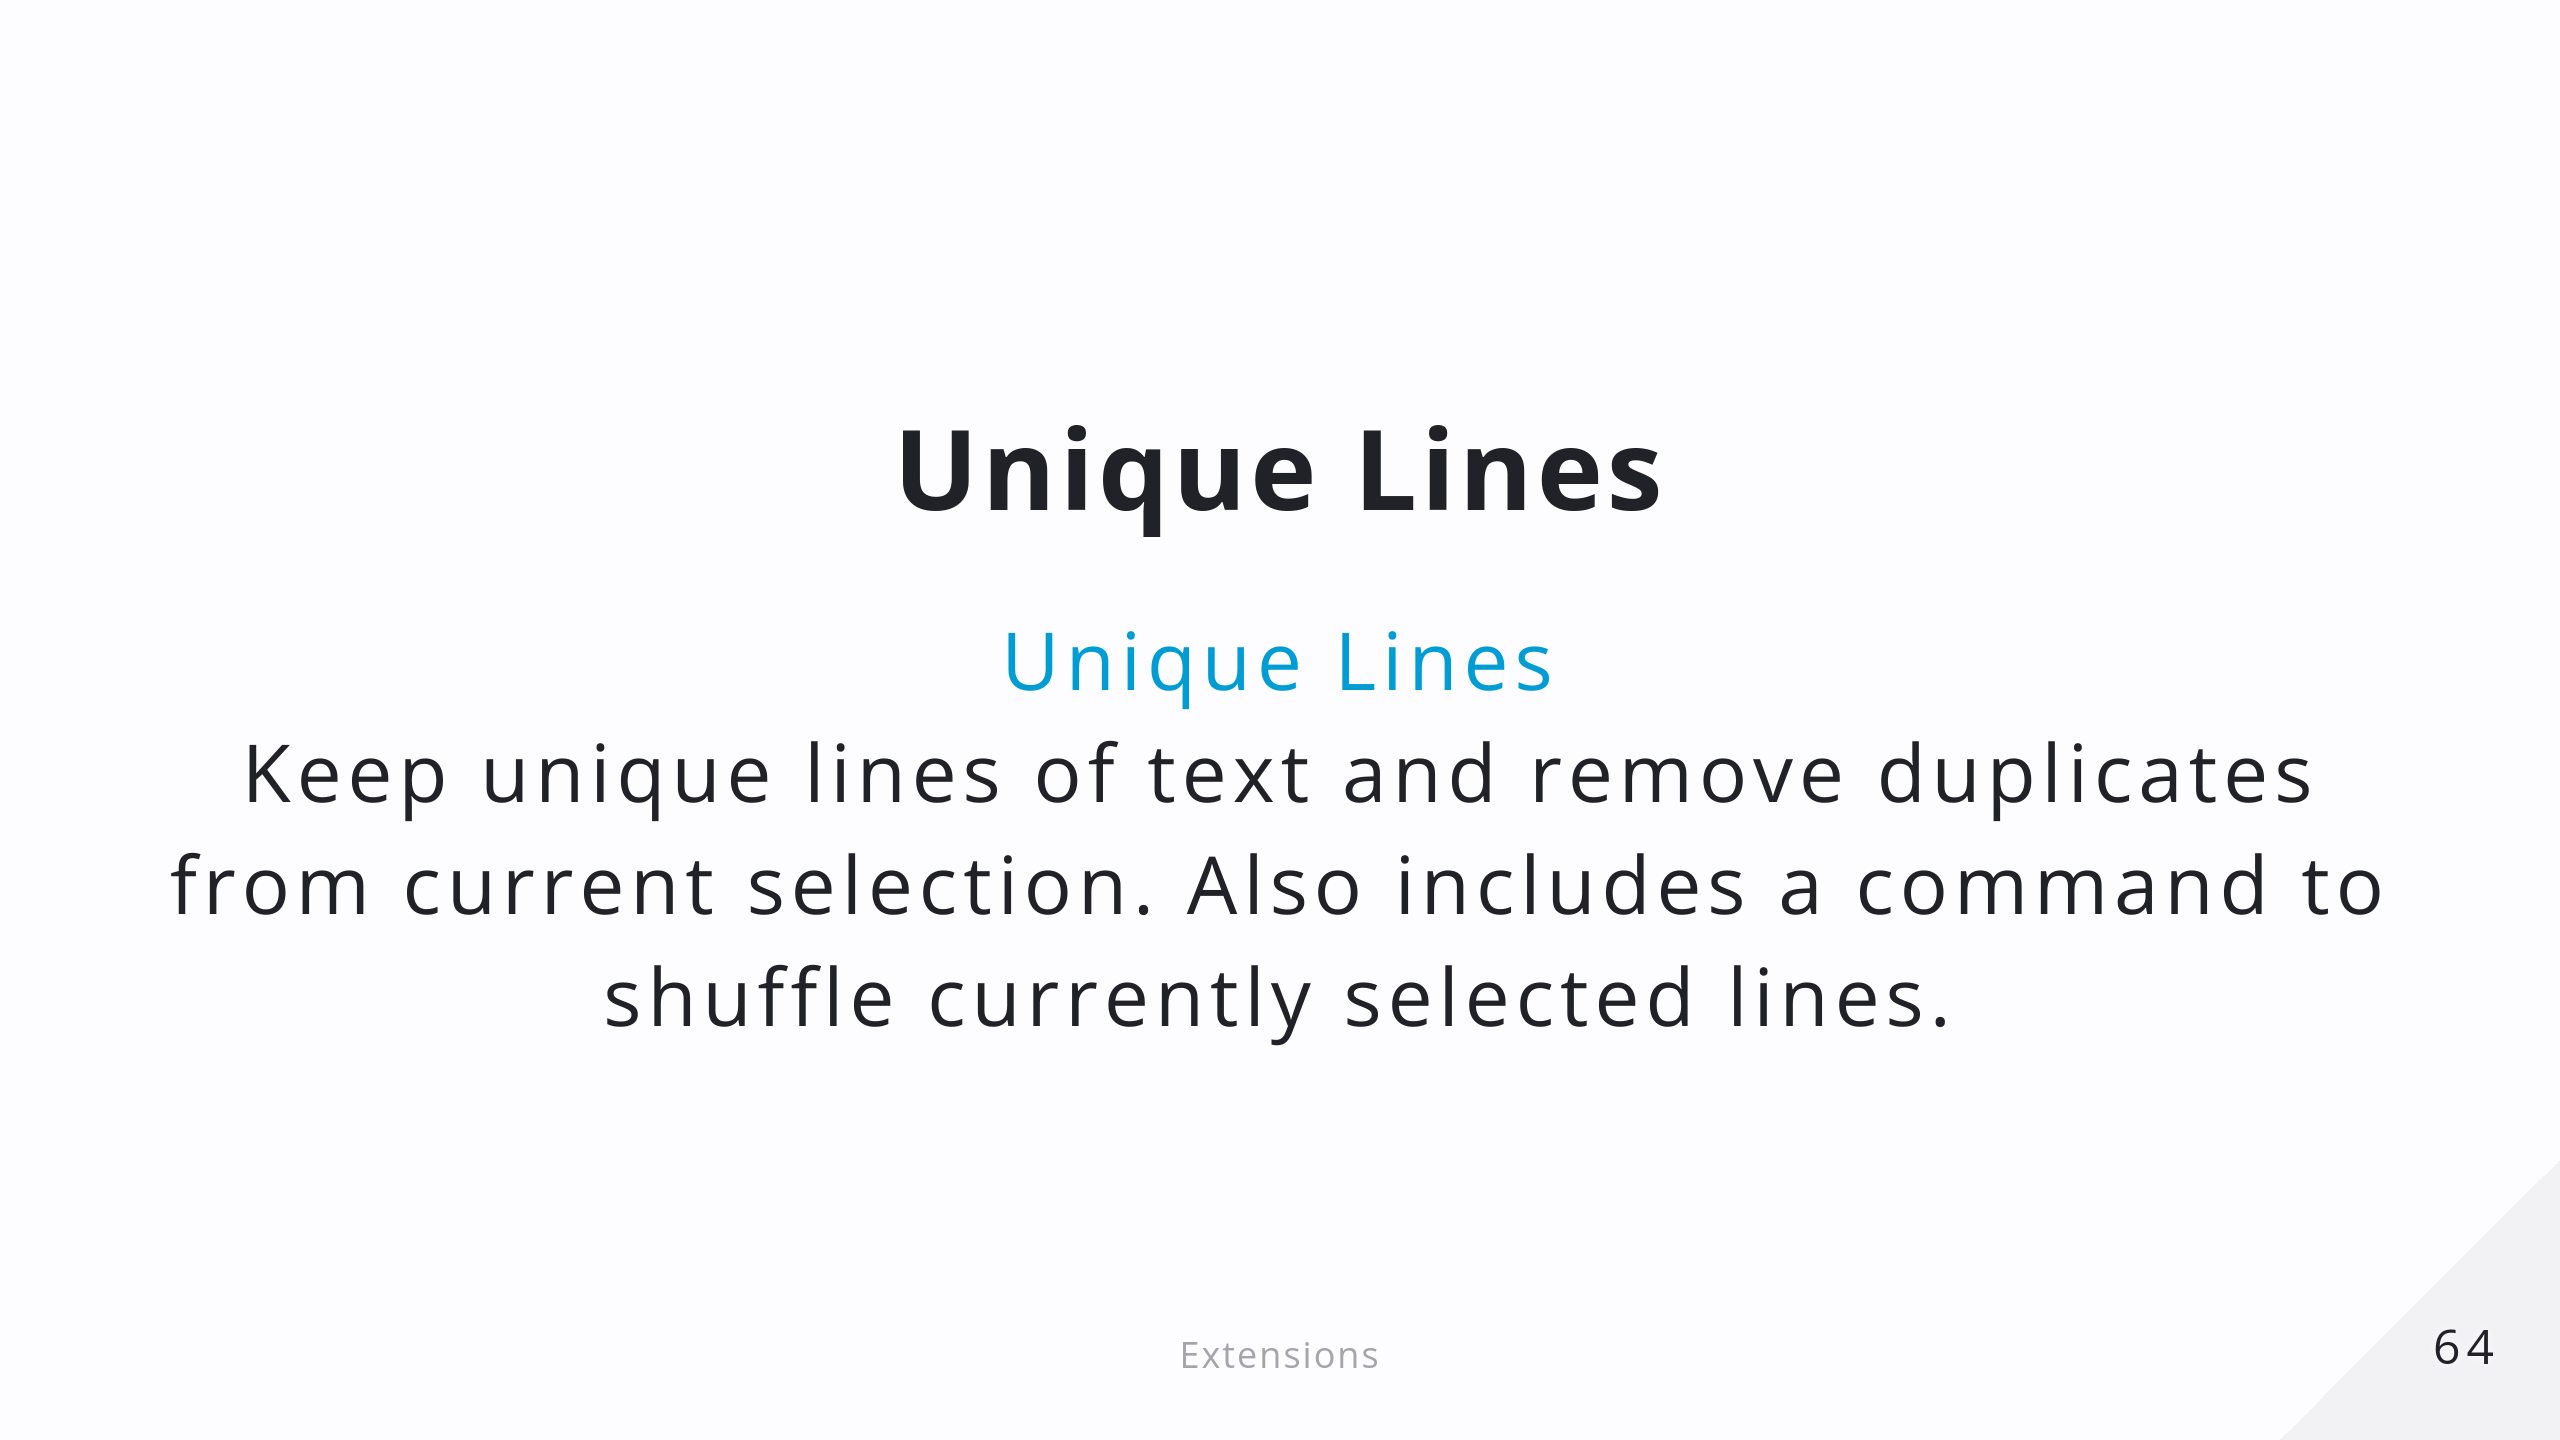 Unique Lines
Unique Lines
Keep unique lines of text and remove duplicates
from current selection. Also includes a command to
shuffle currently selected lines.
Extensions
64